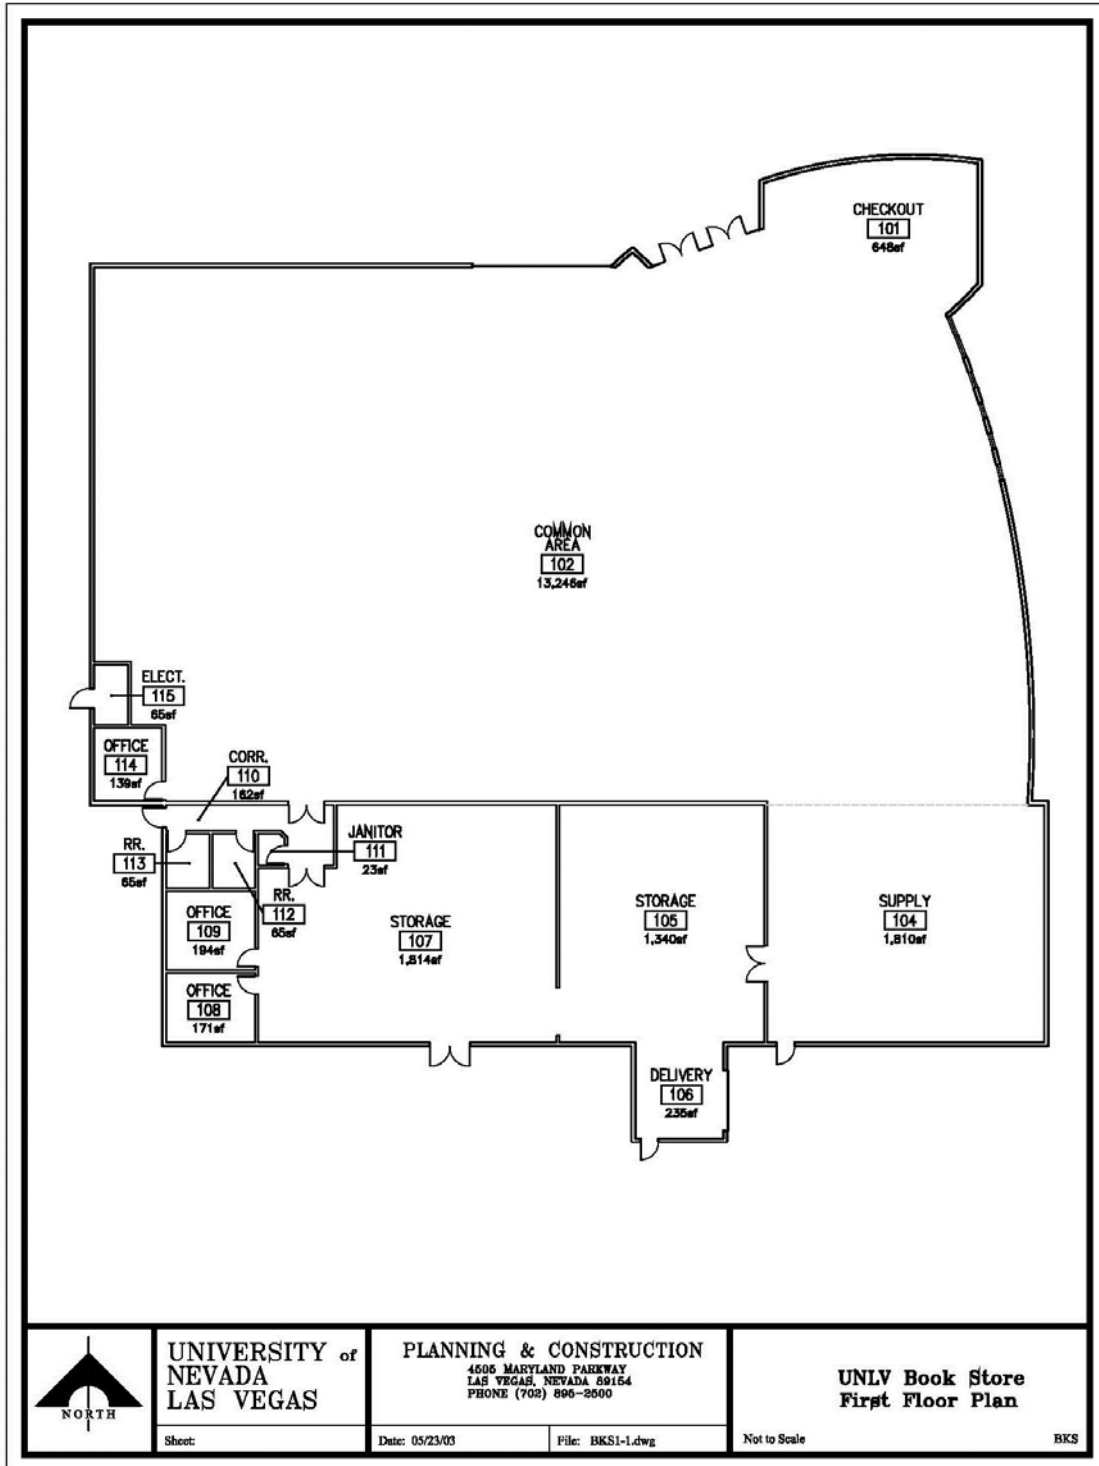 CHECKOUT
101
648sf
COMMON
AREA
102
13,246sf
ELECT.
115
65sf
OFFICE
114
139sf
CORR.
110
162sf
RR.
113
65sf
JANITOR
111
23sf
RR.
112
65sf
OFFICE
109
194sf
STORAGE
107
1,814sf
STORAGE
105
1,340sf
SUPPLY
104
1,810sf
OFFICE
108
171sf
DELIVERY
106
235sf
NORTH
UNIVERSITY of
NEVADA
LAS VEGAS
Sheet:
PLANNING & CONSTRUCTION
4505 MARYLAND PARKWAY
LAS VEGAS, NEVADA 89154
PHONE (702) 895-2500
Date: 05/23/03
File: BKS1-1.dwg
UNLV Book Store
First Floor Plan
Not to Scale
BKS